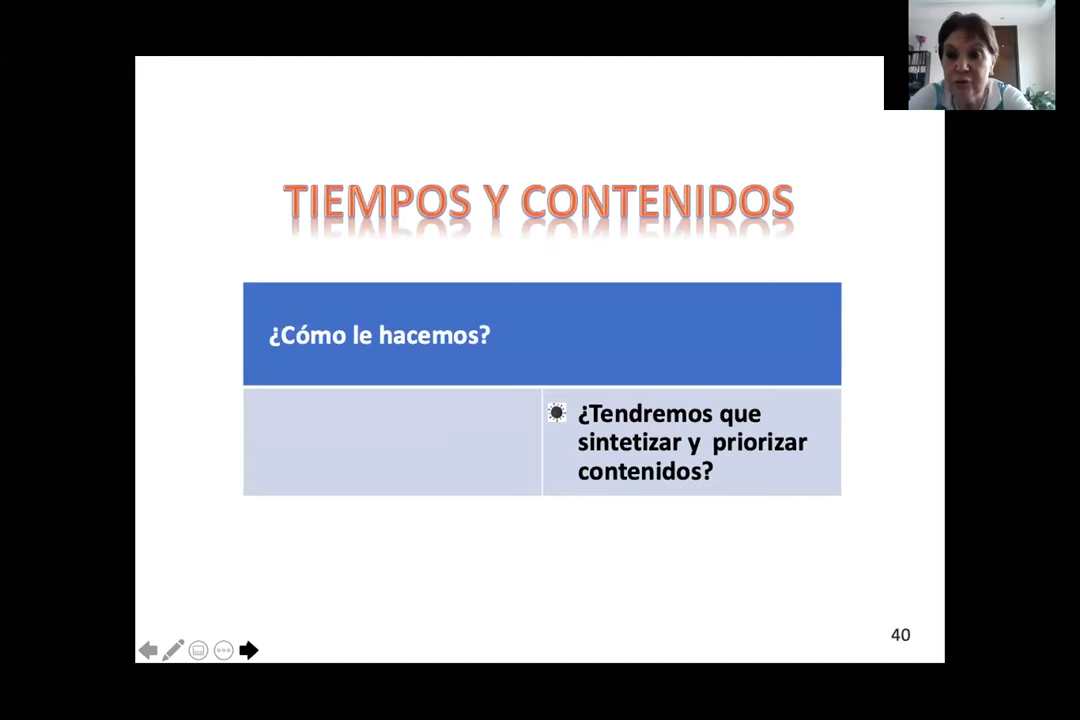 TIEMPOS Y CONTENIDOS
¿Cómo le hacemos?
¿Tendremos que
sintetizar y priorizar
contenidos?
40